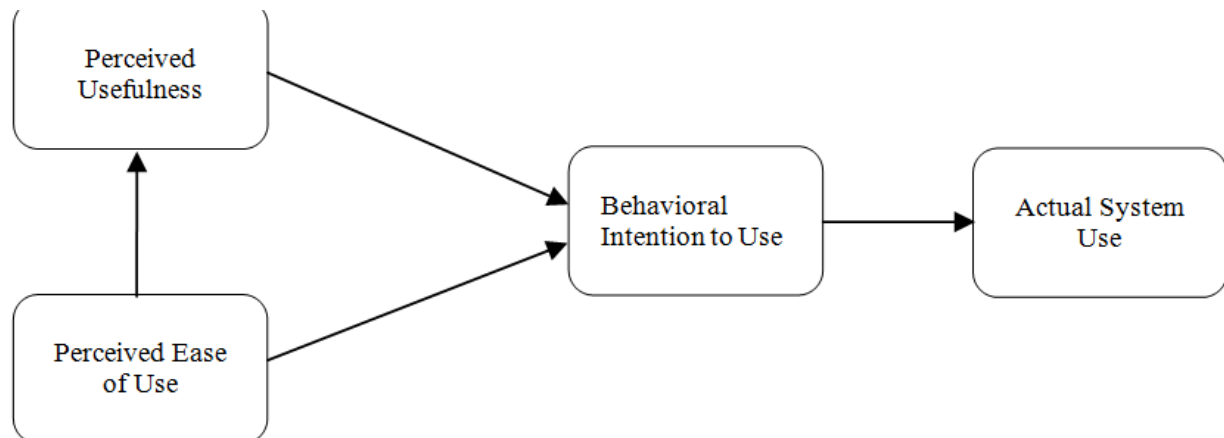 Perceived
Usefulness
Behavioral
Intention to Use
Actual System
Use
Perceived Ease
of Use